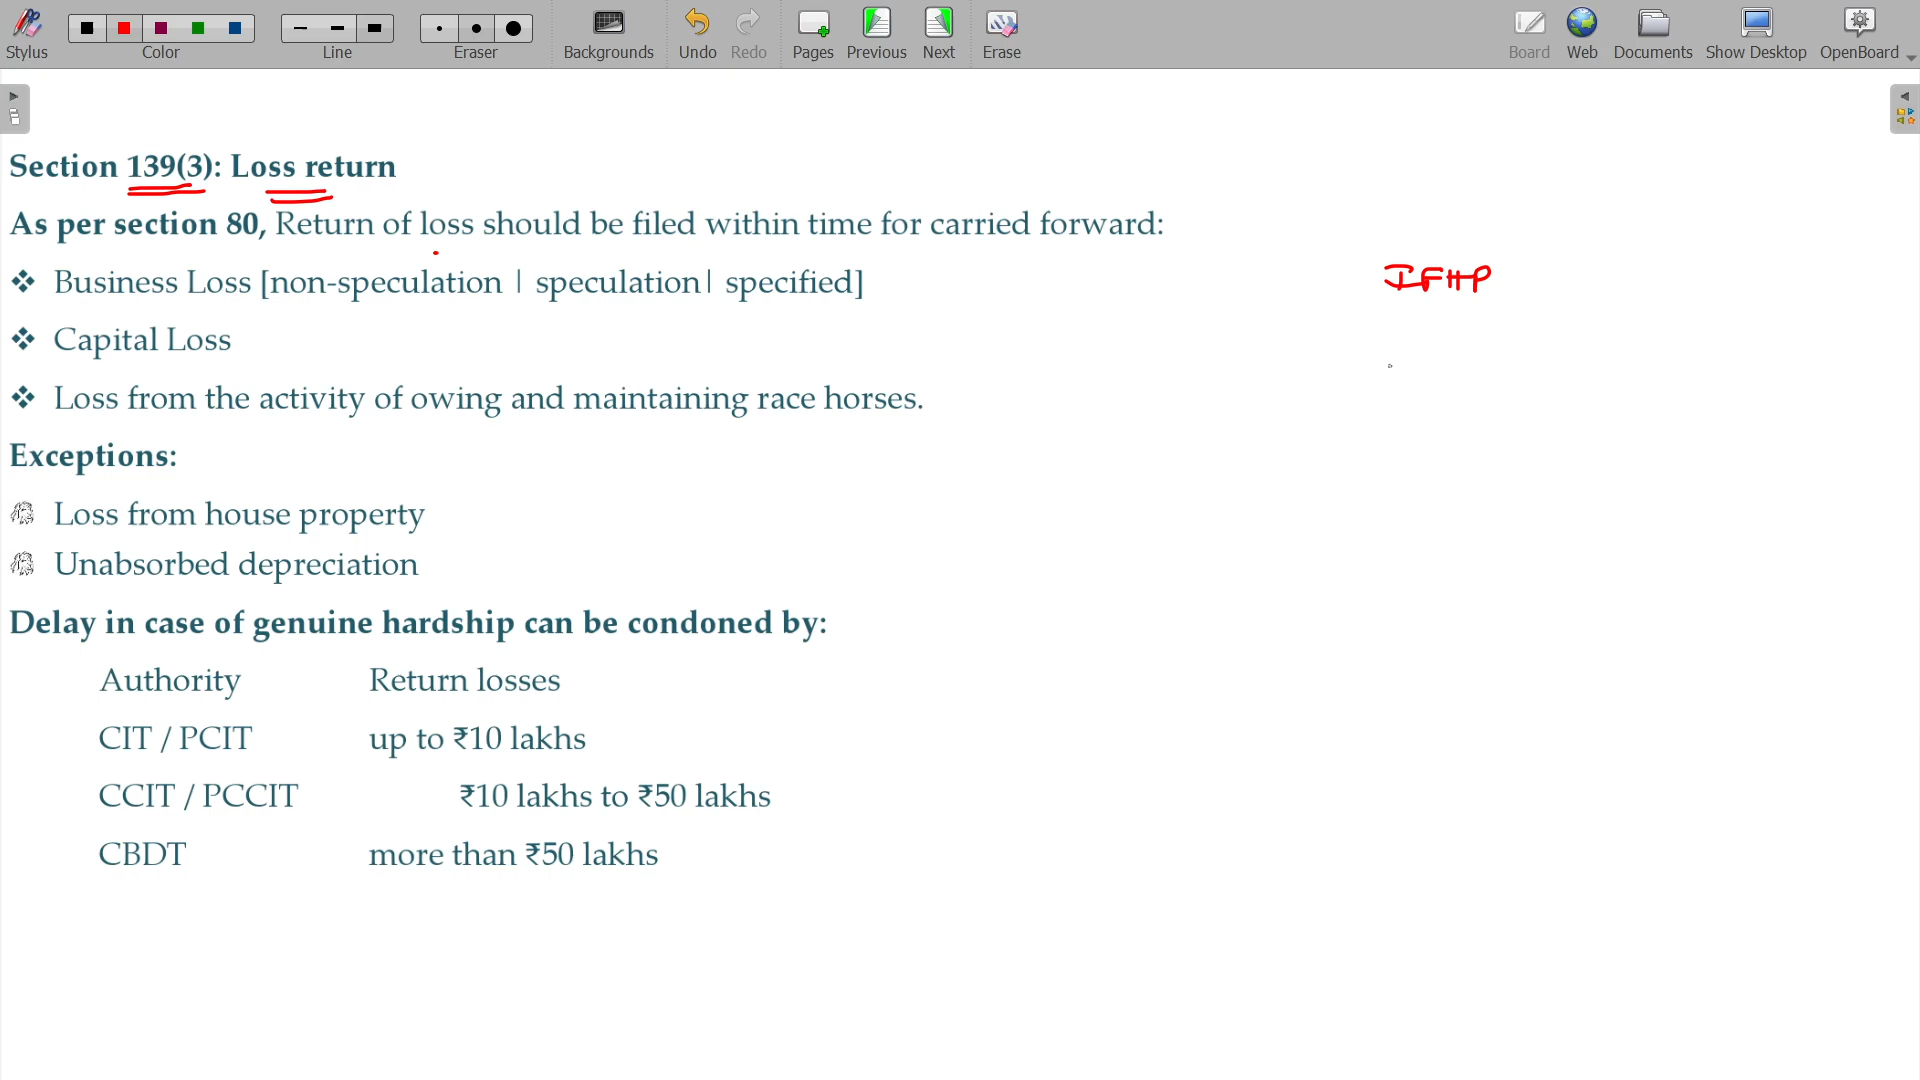 Stylus Color Line Eraser Backgrounds Undo Redo Pages Previous Next Erase Board Web Documents Show Desktop OpenBoard
Section 139(3): Loss return
As per section 80, Return of loss should be filed within time for carried forward:
Business Loss [non-speculation | speculation| specified]
IFHP
Capital Loss
Loss from the activity of owing and maintaining race horses.
Exceptions:
Loss from house property
Unabsorbed depreciation
Delay in case of genuine hardship can be condoned by:
Authority Return losses
CIT / PCIT up to ₹10 lakhs
CCIT / PCCIT ₹10 lakhs to ₹50 lakhs
CBDT more than ₹50 lakhs